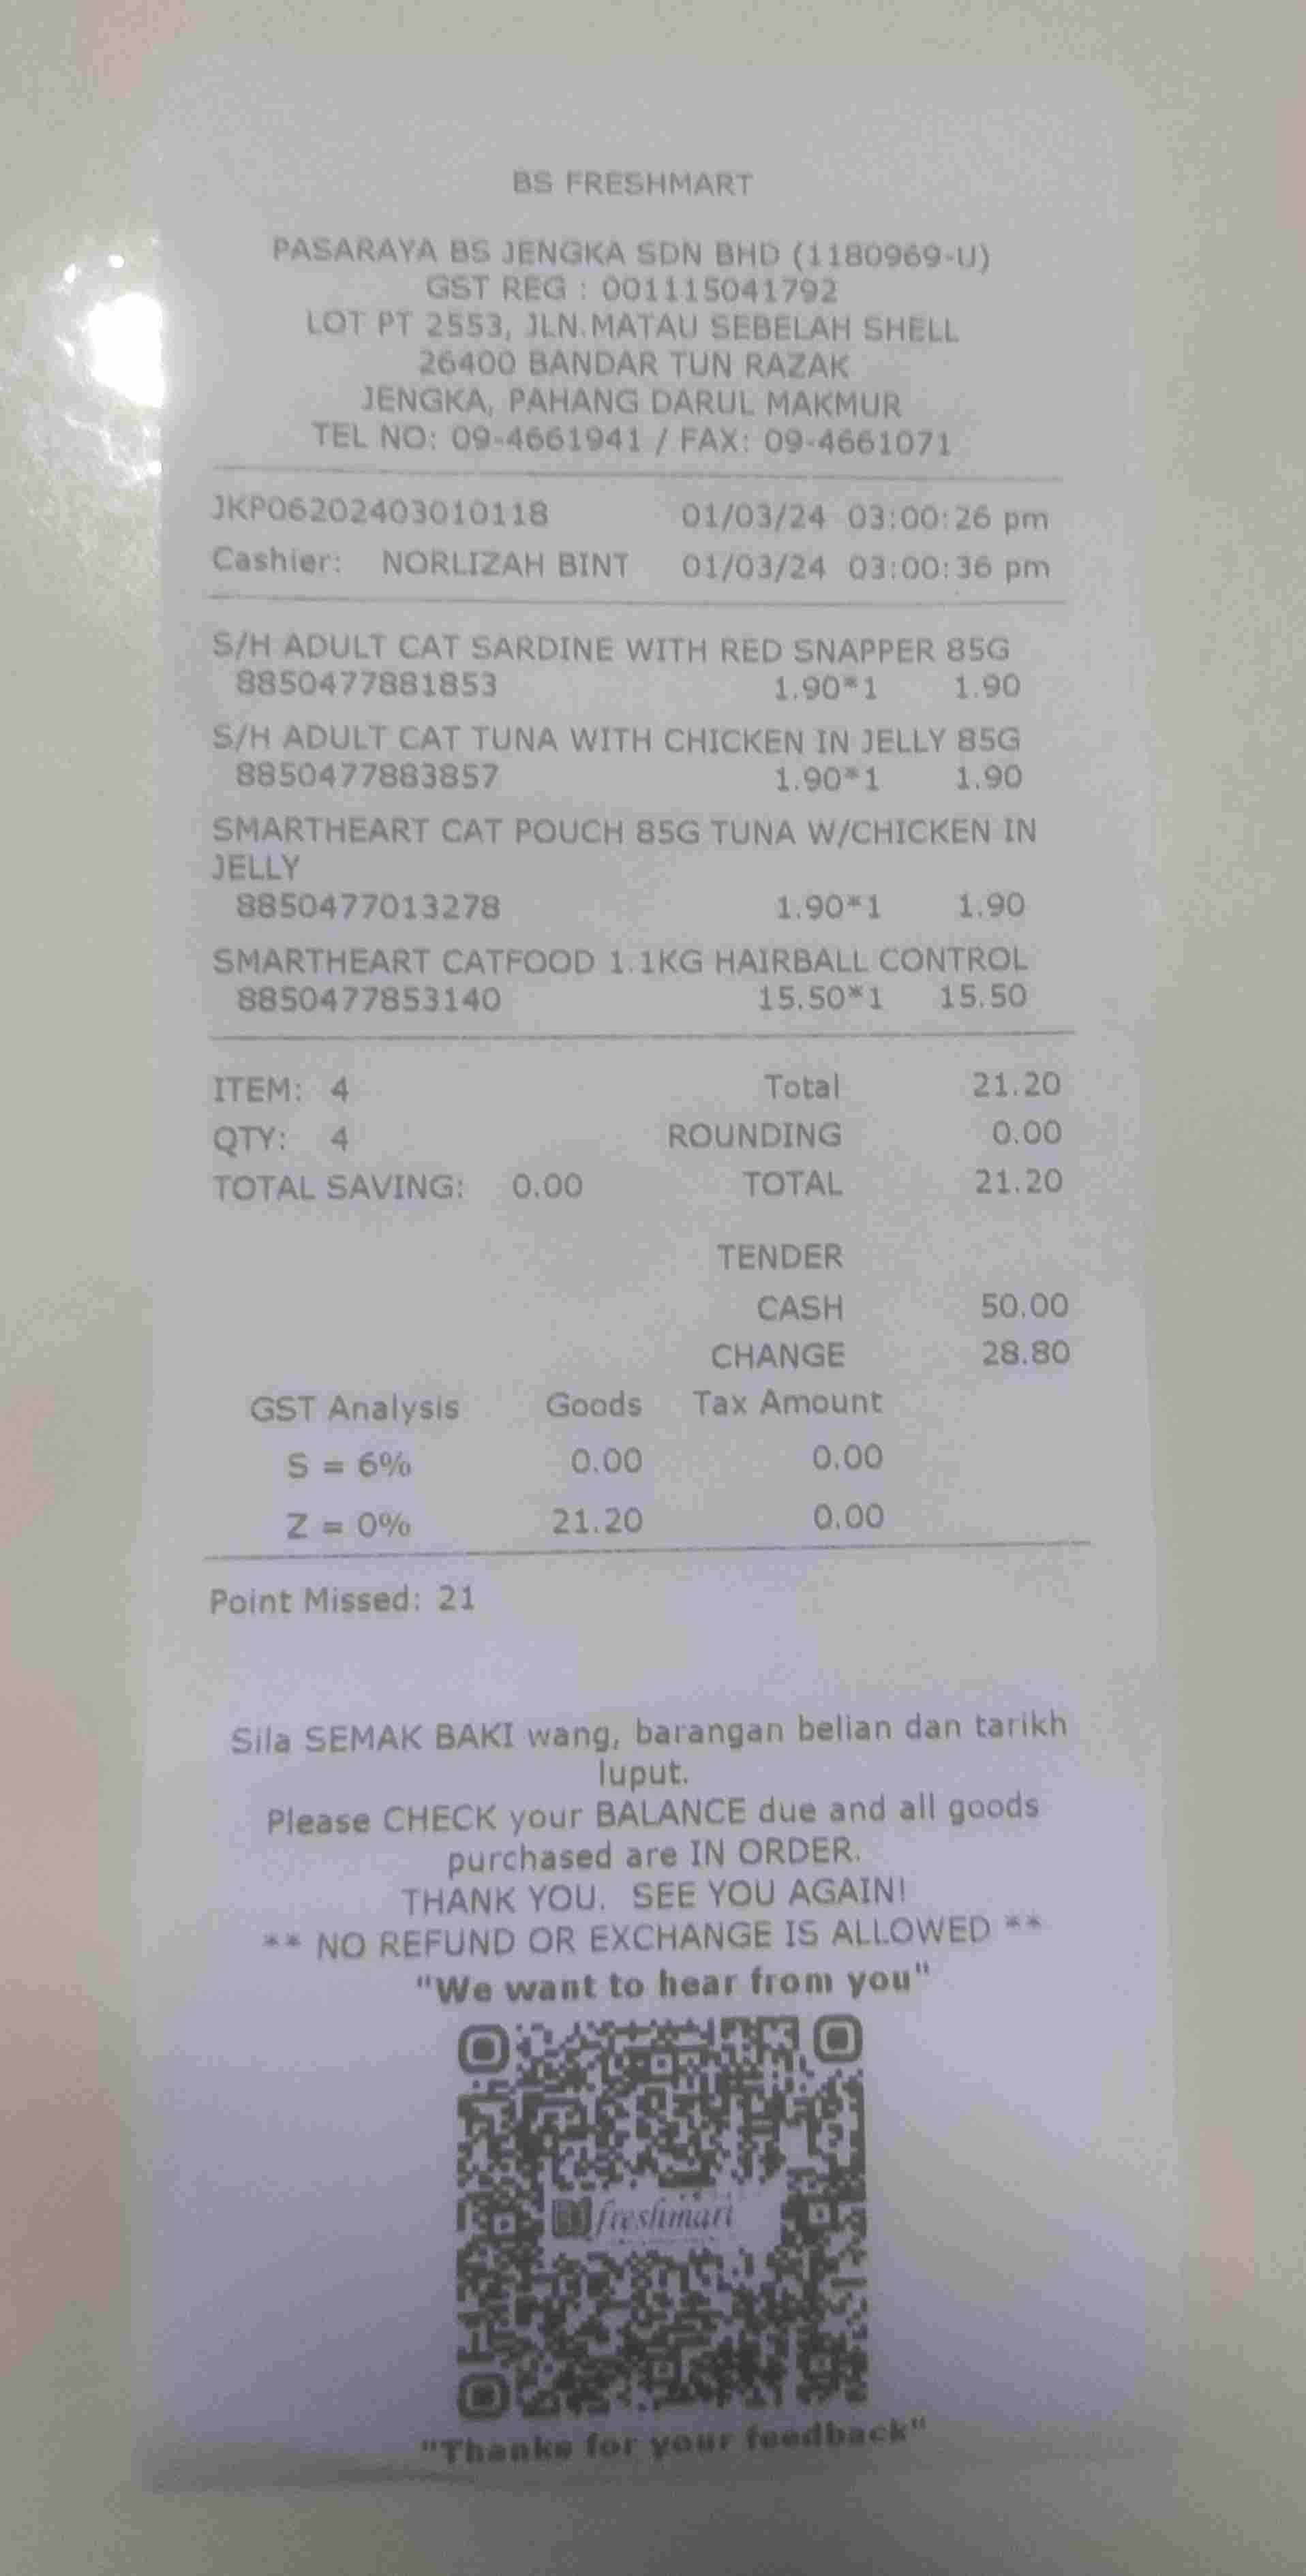 BS FRESHMART
PASARAYA BS JENGKA SDN BHD (1180969-U)
GST REG : 001115041792
LOT PT 2553, JLN.MATAU SEBELAH SHELL
26400 BANDAR TUN RAZAK
JENGKA, PAHANG DARUL MAKMUR
TEL NO: 09-4661941 / FAX: 09-4661071
JKP06202403010118 01/03/24 03:00:26 pm
Cashier: NORLIZAH BINT 01/03/24 03:00:36 pm
S/H ADULT CAT SARDINE WITH RED SNAPPER 85G
8850477881853 1.90*1 1.90
S/H ADULT CAT TUNA WITH CHICKEN IN JELLY 85G
8850477883857 1.90*1 1.90
SMARTHEART CAT POUCH 85G TUNA W/CHICKEN IN
JELLY
8850477013278 1.90*1 1.90
SMARTHEART CATFOOD 1.1KG HAIRBALL CONTROL
8850477853140 15.50*1 15.50
ITEM: 4 Total 21.20
QTY: 4 ROUNDING 0.00
TOTAL SAVING: 0.00 TOTAL 21.20
TENDER
CASH 50.00
CHANGE 28.80
GST Analysis Goods Tax Amount
S = 6% 0.00 0.00
Z = 0% 21.20 0.00
Point Missed: 21
Sila SEMAK BAKI wang, barangan belian dan tarikh
luput.
Please CHECK your BALANCE due and all goods
purchased are IN ORDER.
THANK YOU. SEE YOU AGAIN!
** NO REFUND OR EXCHANGE IS ALLOWED **
"We want to hear from you"
BS freshmart
"Thanks for your feedback"